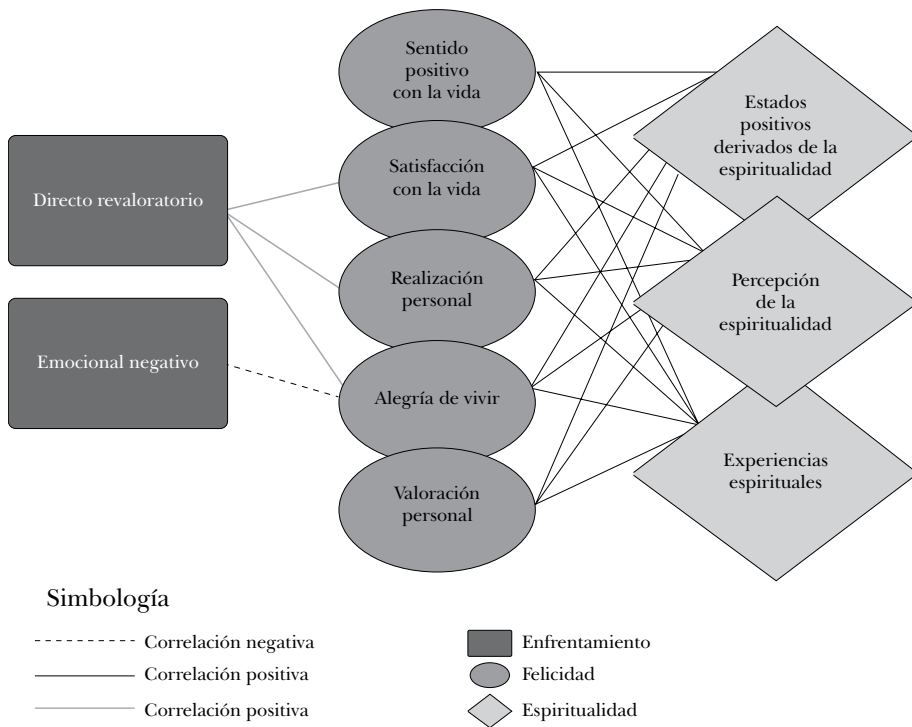 Sentido
positivo
con la vida
Estados
positivos
derivados de la
espiritualidad
Directo revaloratorio
Satisfacción
con la vida
Realización
personal
Percepción
de la
espiritualidad
Emocional negativo
Alegría de vivir
Experiencias
espirituales
Valoración
personal
Simbología
Correlación negativa
Enfrentamiento
Correlación positiva
Felicidad
Correlación positiva
Espiritualidad